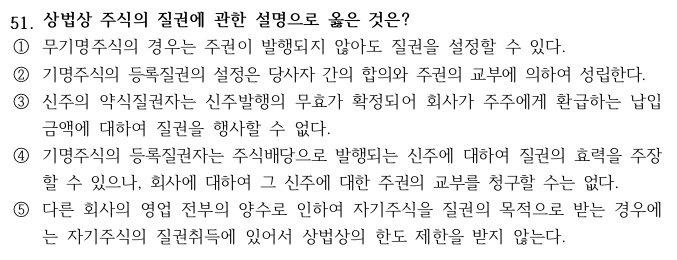 51. 상법상 주식의 질권에 관한 설명으로 옳은 것은?
① 무기명주식의 경우는 주권이 발행되지 않아도 질권을 설정할 수 있다.
② 기명주식의 등록질권의 설정은 당사자 간의 합의와 주권의 교부에 의하여 성립한다.
③ 신주의 약식질권자는 신주발행의 무효가 확정되어 회사가 주주에게 환급하는 납입
금액에 대하여 질권을 행사할 수 없다.
④ 기명주식의 등록질권자는 주식배당으로 발행되는 신주에 대하여 질권의 효력을 주장
할 수 있으나, 회사에 대하여 그 신주에 대한 주권의 교부를 청구할 수는 없다.
⑤ 다른 회사의 영업 전부의 양수로 인하여 자기주식을 질권의 목적으로 받는 경우에
는 자기주식의 질권취득에 있어서 상법상의 한도 제한을 받지 않는다.